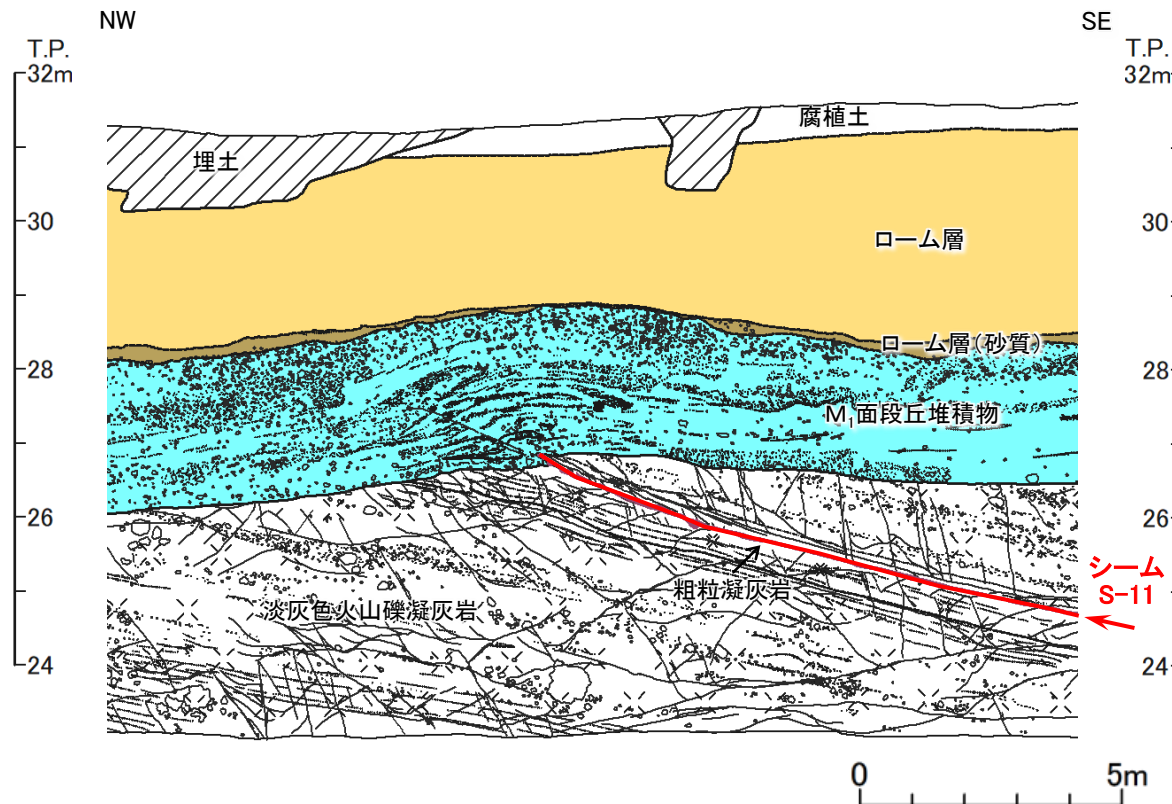 NW
SE
T.P.
T.P.
32m
32m
腐植土
埋土
30
30
ローム層
ローム層(砂質)
28
28
M1面段丘堆積物
26
26
シーム
S-11
粗粒凝灰岩
淡灰色火山礫凝灰岩
24
24
0
5m